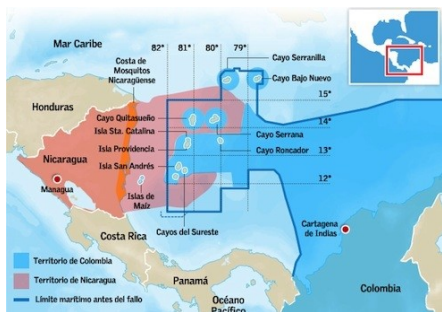 Mar Caribe
Costa de
Mosquitos
Nicaragüense
82°
81°
80°
79°
Cayo Serranilla
Cayo Bajo Nuevo
15°
Honduras
Cayo Quitasueño
14°
Isla Sta. Catalina
Cayo Serrana
Isla Providencia
13°
Cayo Roncador
Nicaragua
Isla San Andrés
12°
Managua
Islas de
Maíz
Cayos del Sureste
Costa Rica
Cartagena
de Indias
Territorio de Colombia
Territorio de Nicaragua
Límite marítimo antes del fallo
Panamá
Océano
Pacífico
Colombia